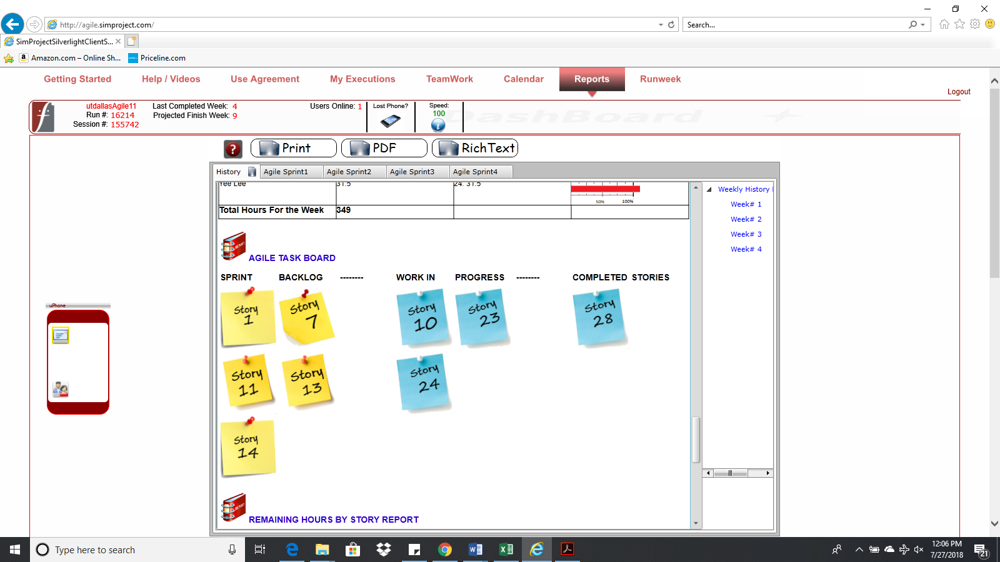 http://agile.simproject.com/
Search...
SimProjectSilverlightClientS...
Amazon.com – Online Sh...
Priceline.com
Getting Started
Help / Videos
Use Agreement
My Executions
TeamWork
Calendar
Reports
Runweek
Logout
utdallasAgile11
Run #: 16214
Session #: 155742
Last Completed Week: 4
Projected Finish Week: 9
Users Online: 1
Lost Phone?
Speed:
100
DashBoard
Print
PDF
RichText
History
Agile Sprint1
Agile Sprint2
Agile Sprint3
Agile Sprint4
Yee Lee
31.5
24. 31.5
50%
100%
Total Hours For the Week
349
Weekly History
Week# 1
Week# 2
Week# 3
Week# 4
REPORT
AGILE TASK BOARD
SPRINT BACKLOG -------- WORK IN PROGRESS -------- COMPLETED STORIES
Story 1
Story 7
Story 10
Story 23
Story 28
Story 11
Story 13
Story 24
Story 14
REPORT
REMAINING HOURS BY STORY REPORT
uPhone
Type here to search
12:06 PM
7/27/2018
21